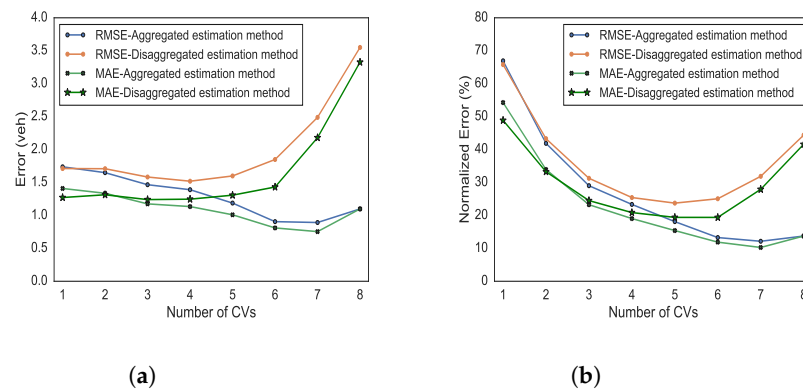 4.0
3.5
3.0
2.5
2.0
1.5
1.0
0.5
0.0
Error (veh)
RMSE-Aggregated estimation method
RMSE-Disaggregated estimation method
MAE-Aggregated estimation method
MAE-Disaggregated estimation method
1 2 3 4 5 6 7 8
Number of CVs
(a)
80
70
60
50
40
30
20
10
0
Normalized Error (%)
RMSE-Aggregated estimation method
RMSE-Disaggregated estimation method
MAE-Aggregated estimation method
MAE-Disaggregated estimation method
1 2 3 4 5 6 7 8
Number of CVs
(b)